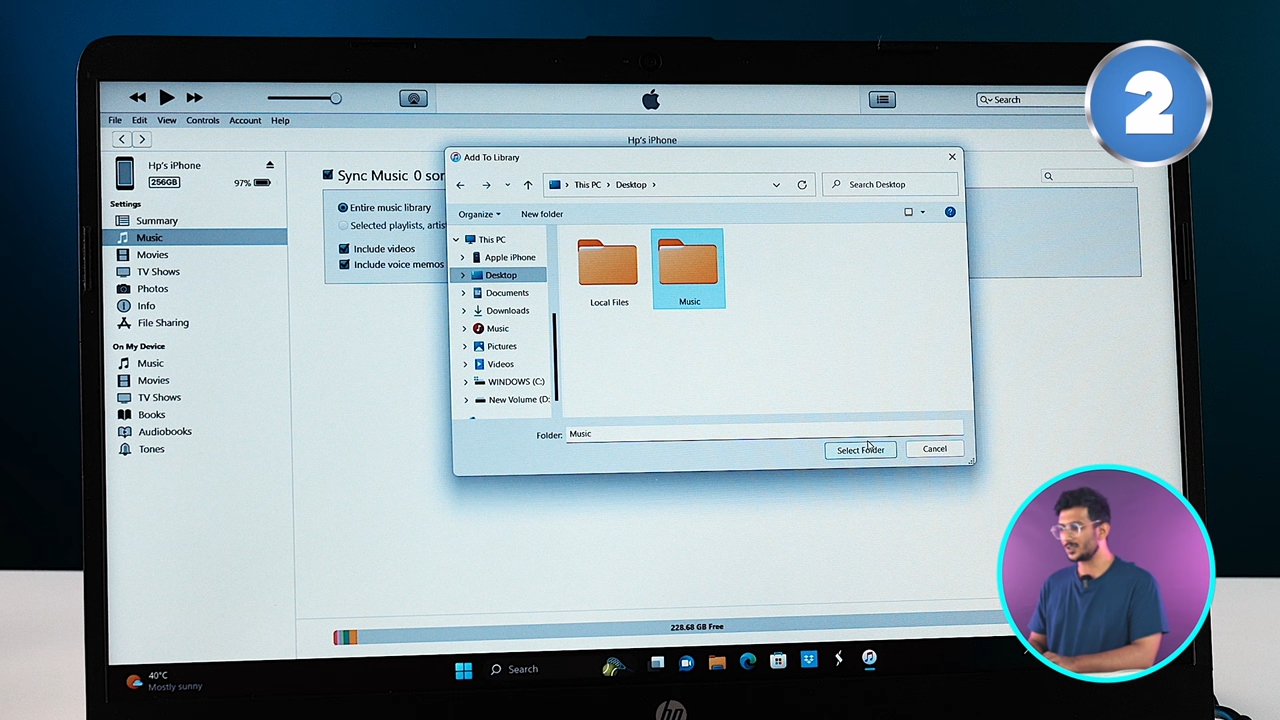 2
Search
File Edit View Controls Account Help
Hp's iPhone
Hp's iPhone
256GB
97%
Settings
Summary
Music
Movies
TV Shows
Photos
Info
File Sharing
On My Device
Music
Movies
TV Shows
Books
Audiobooks
Tones
Sync Music 0 son
Entire music library
Selected playlists, artis
Include videos
Include voice memos
Add To Library
This PC Desktop
Search Desktop
Organize New folder
This PC
Apple iPhone
Desktop
Documents
Downloads
Music
Pictures
Videos
WINDOWS (C:)
New Volume (D:
Local Files
Music
Folder: Music
Select Folder Cancel
228.68 GB Free
40°C
Mostly sunny
Search
hp